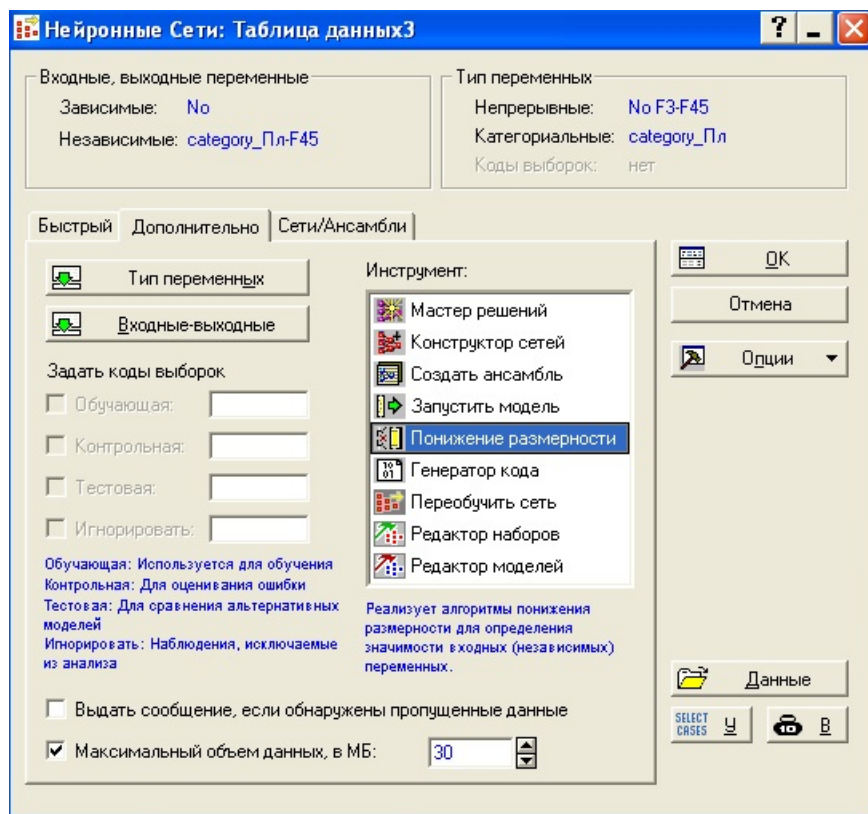 Нейронные Сети: Таблица данных3
Входные, выходные переменные
Зависимые: No
Независимые: category_Пл-F45
Тип переменных
Непрерывные: No F3-F45
Категориальные: category_Пл
Коды выборок: нет
Быстрый Дополнительно Сети/Ансамбли
Тип переменных
Входные-выходные
Задать коды выборок
Обучающая:
Контрольная:
Тестовая:
Игнорировать:
Обучающая: Используется для обучения
Контрольная: Для оценивания ошибки
Тестовая: Для сравнения альтернативных
моделей
Игнорировать: Наблюдения, исключаемые
из анализа
Инструмент:
Мастер решений
Конструктор сетей
Создать ансамбль
Запустить модель
Понижение размерности
Генератор кода
Переобучить сеть
Редактор наборов
Редактор моделей
Реализует алгоритмы понижения
размерности для определения
значимости входных (независимых)
переменных.
Выдать сообщение, если обнаружены пропущенные данные
Максимальный объем данных, в МБ: 30
OK
Отмена
Опции
Данные
SELECT
CASES
У
В